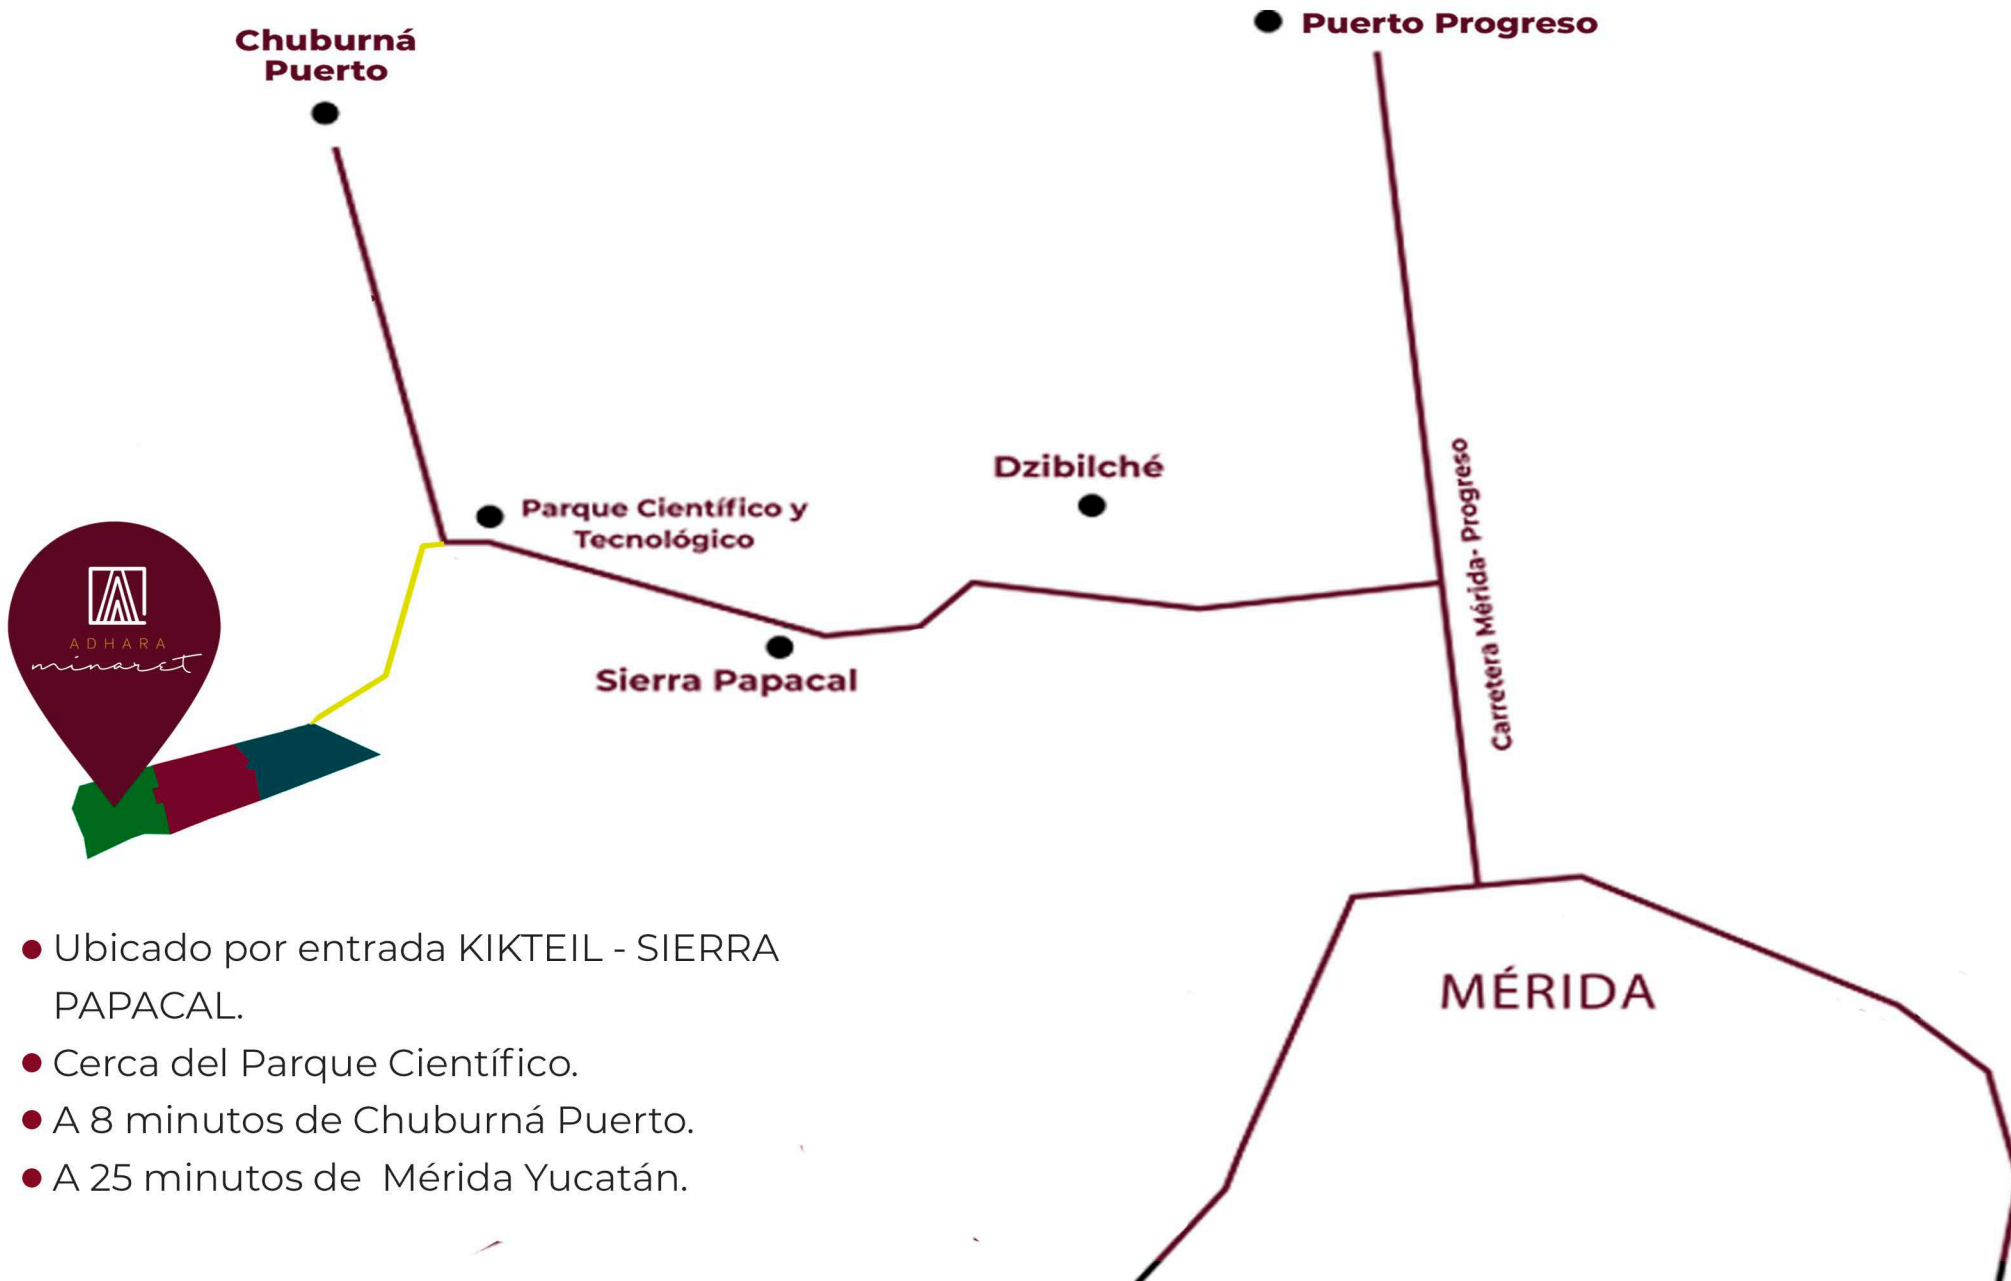 Chuburná
Puerto
Puerto Progreso
Dzibilché
Parque Científico y
Tecnológico
Sierra Papacal
Carretera Mérida- Progreso
ADHARA
minaret
MÉRIDA
Ubicado por entrada KIKTEIL - SIERRA
PAPACAL.
Cerca del Parque Científico.
A 8 minutos de Chuburná Puerto.
A 25 minutos de Mérida Yucatán.